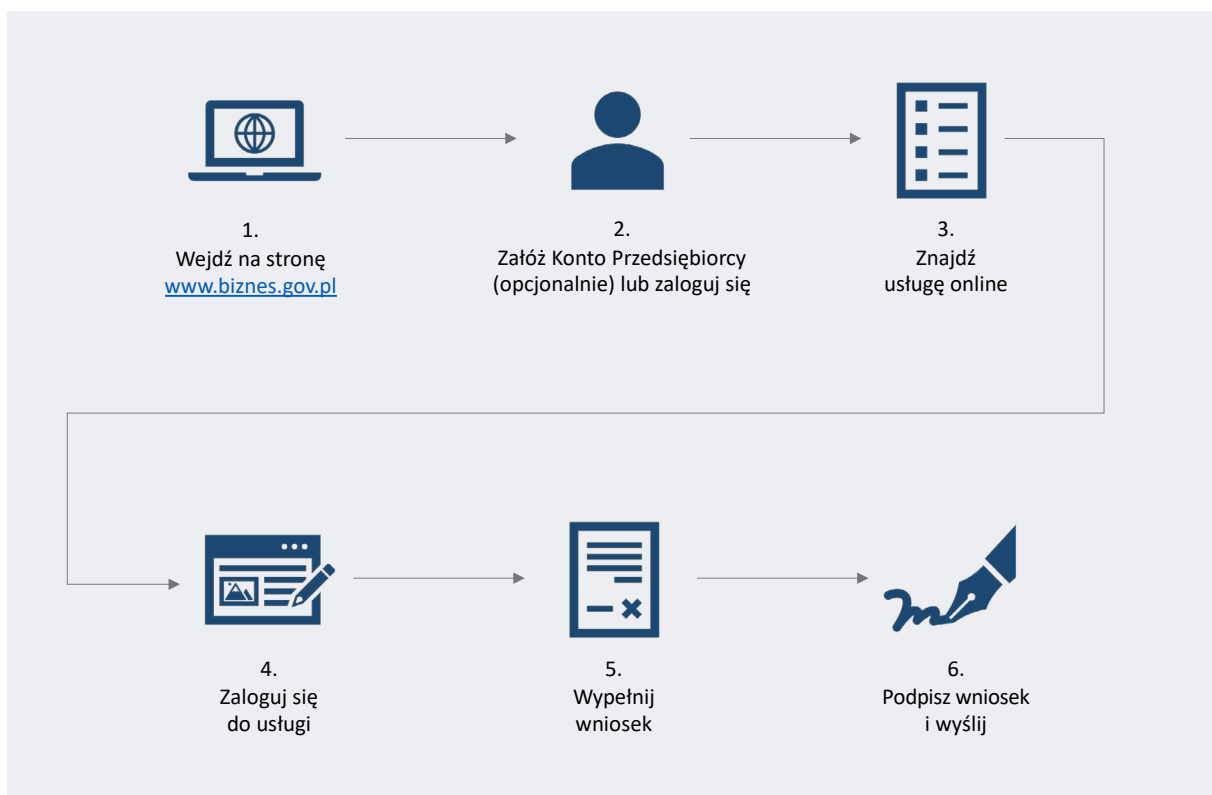 1.
Wejdź na stronę
www.biznes.gov.pl
2.
Załóż Konto Przedsiębiorcy
(opcjonalnie) lub zaloguj się
3.
Znajdź
usługę online
4.
Zaloguj się
do usługi
5.
Wypełnij
wniosek
6.
Podpisz wniosek
i wyślij